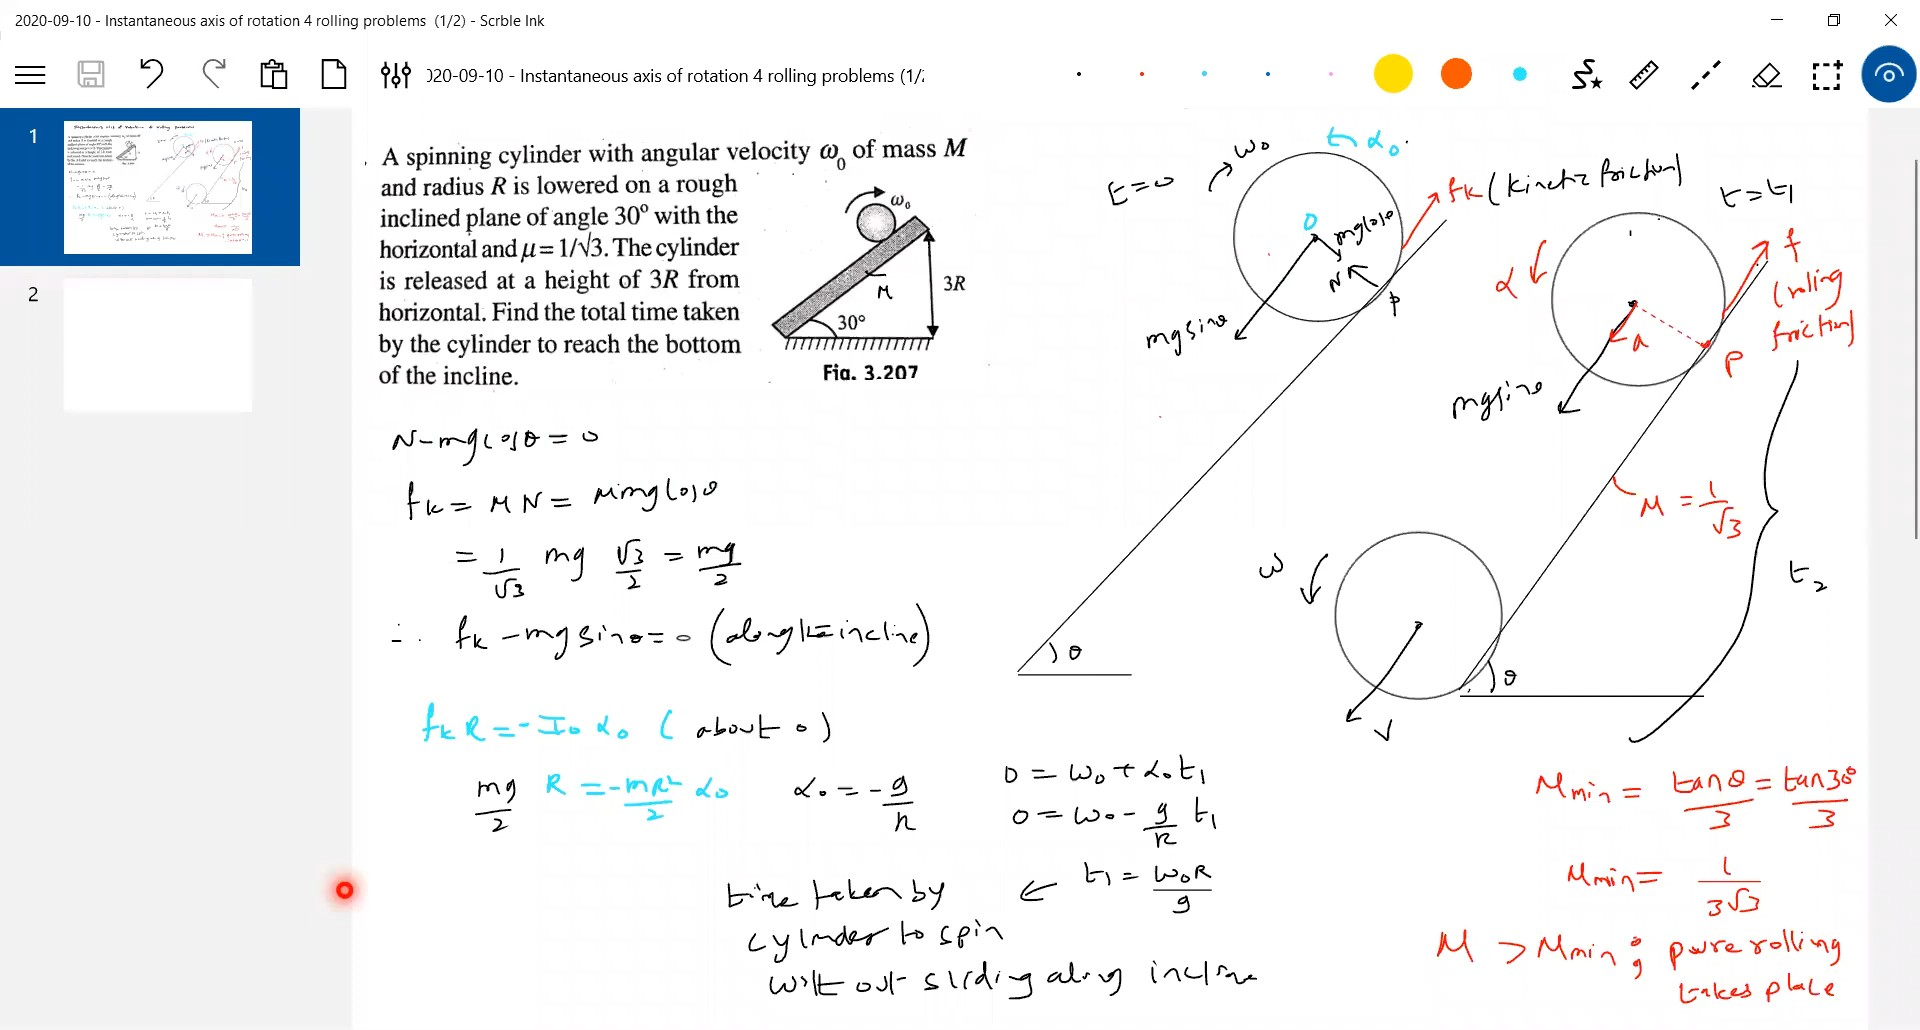 2020-09-10 - Instantaneous axis of rotation 4 rolling problems (1/2) - Scrble Ink
020-09-10 - Instantaneous axis of rotation 4 rolling problems (1/2
1
2
A spinning cylinder with angular velocity ω₀ of mass M
and radius R is lowered on a rough
inclined plane of angle 30° with the
horizontal and μ = 1/√3. The cylinder
is released at a height of 3R from
horizontal. Find the total time taken
by the cylinder to reach the bottom
of the incline.
ω₀
M
3R
30°
Fig. 3.207
N - mg cosθ = 0
fk = μN = μmg cosθ
= 1/√3 mg √3/2 = mg/2
∴ fk - mg sinθ = 0 (along the incline)
fk R = - I₀ α₀ (about o)
mg/2 R = - mR²/2 α₀
α₀ = - g/R
0 = ω₀ + α₀t₁
0 = ω₀ - g/R t₁
← t₁ = ω₀R/g
time taken by
cylinder to spin
without sliding along incline
t = 0
ω₀
α₀
fk (kinetic friction)
O
mg cosθ
N
P
mg sinθ
θ
t = t₁
α
f
(rolling
friction)
a
P
mg sinθ
μ = 1/√3
t₂
ω
θ
V
μmin = tanθ/3 = tan30°/3
μmin = 1/3√3
μ > μmin ; pure rolling
takes place